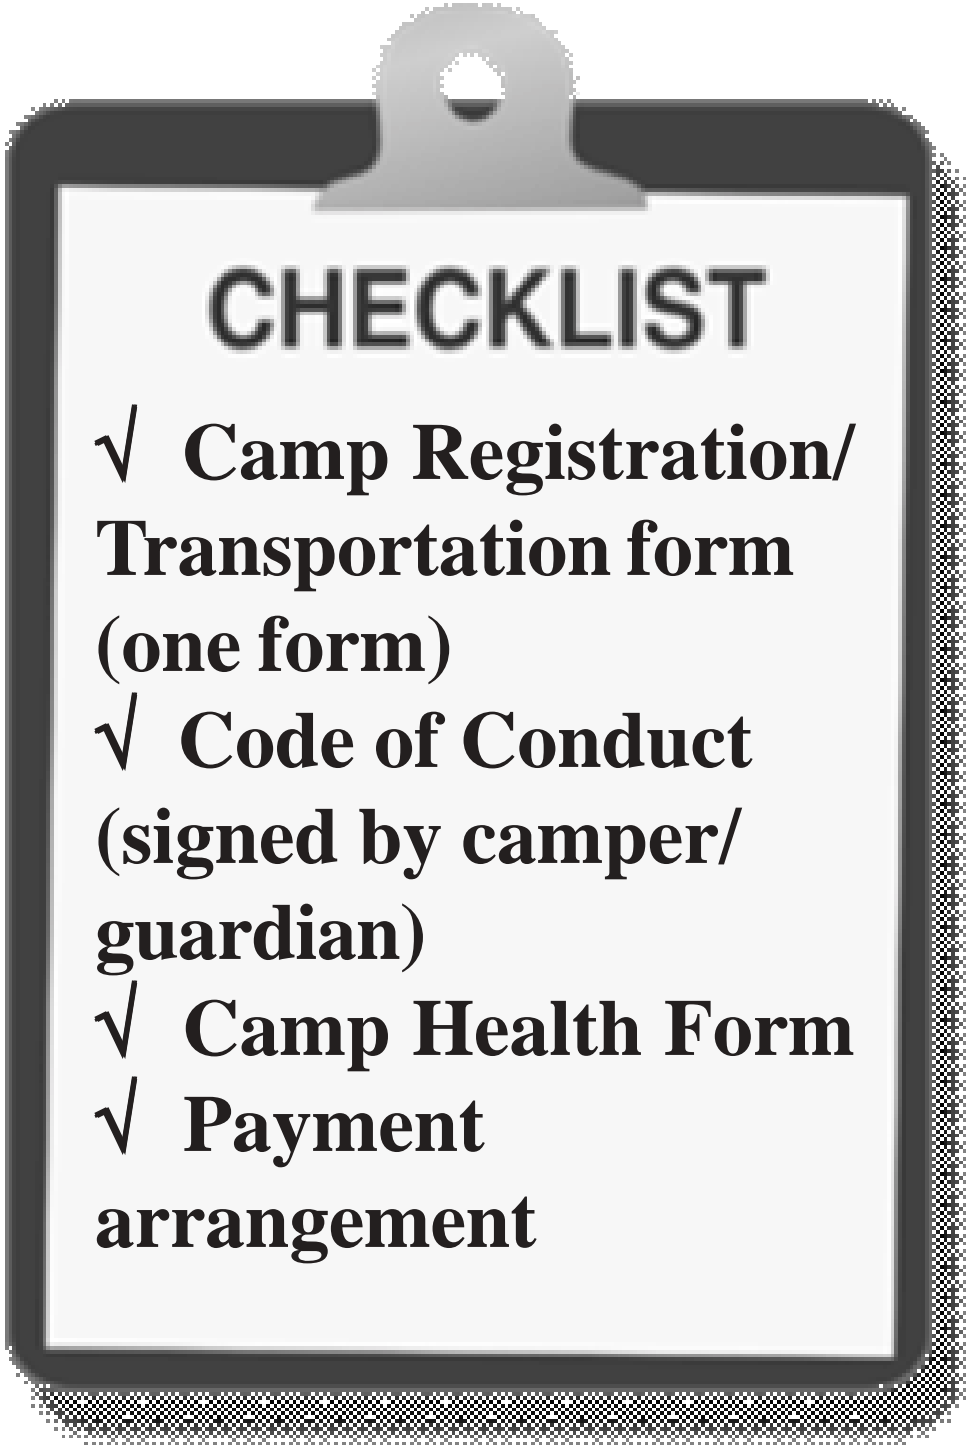 CHECKLIST
√ Camp Registration/
Transportation form
(one form)
√ Code of Conduct
(signed by camper/
guardian)
√ Camp Health Form
√ Payment
arrangement